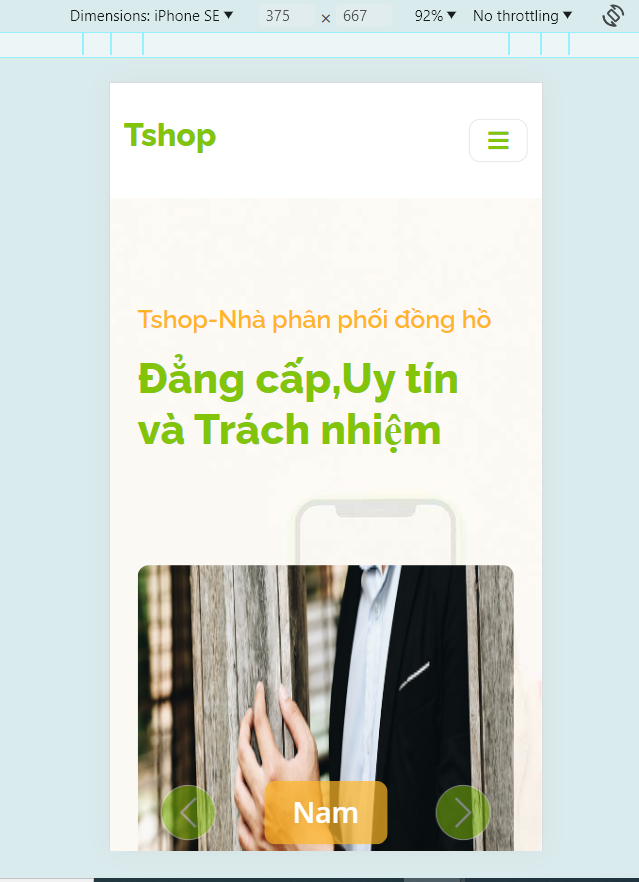 Dimensions: iPhone SE ▼ 375 × 667 92% ▼ No throttling ▼
Tshop
Tshop-Nhà phân phối đồng hồ
Đẳng cấp,Uy tín
và Trách nhiệm
Nam